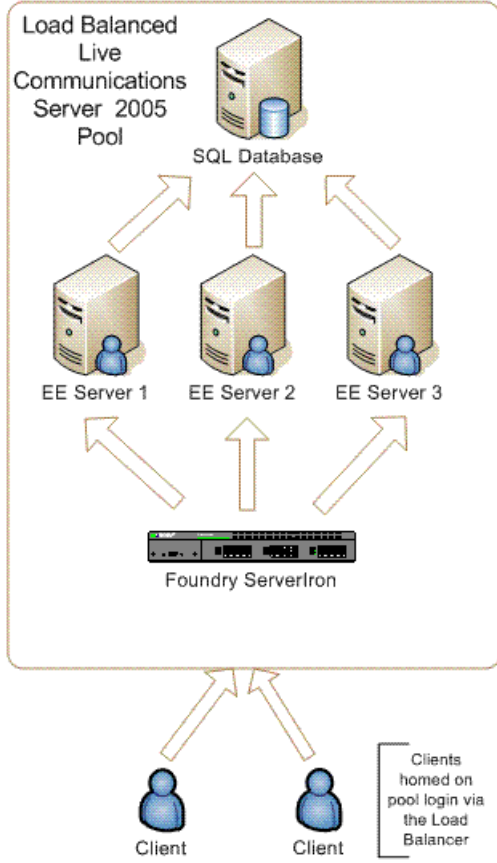 Load Balanced
Live
Communications
Server 2005
Pool
SQL Database
EE Server 1
EE Server 2
EE Server 3
Foundry ServerIron
Client
Client
Clients
homed on
pool login via
the Load
Balancer